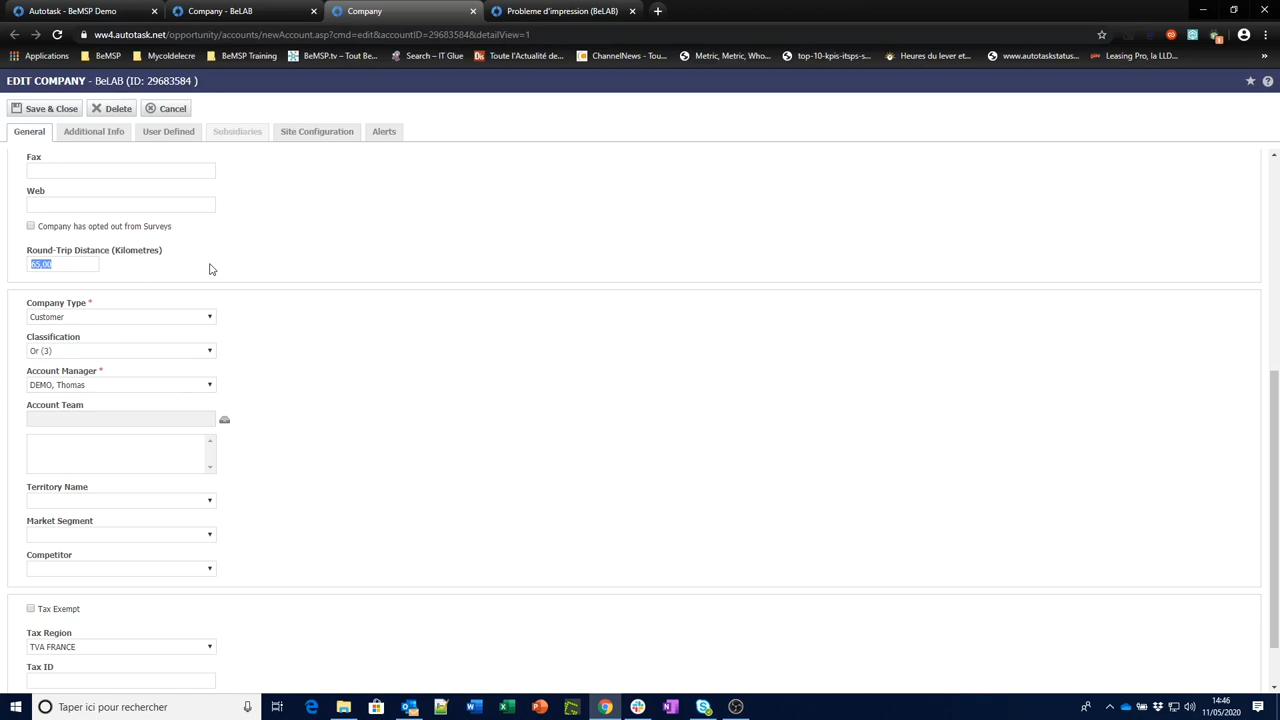 Autotask - BeMSP Demo
Company - BeLAB
Company
Probleme d'impression (BeLAB)
ww4.autotask.net/opportunity/accounts/newAccount.asp?cmd=edit&accountID=29683584&detailView=1
Applications
BeMSP
Mycoldelecre
BeMSP Training
BeMSP.tv – Tout Be...
Search – IT Glue
Toute l'Actualité de...
ChannelNews - Tou...
Metric, Metric, Who...
top-10-kpis-itsps-t...
Heures du lever et...
www.autotaskstatus...
Leasing Pro, la LLD...
EDIT COMPANY - BeLAB (ID: 29683584 )
Save & Close
Delete
Cancel
General
Additional Info
User Defined
Subsidiaries
Site Configuration
Alerts
Fax
Web
Company has opted out from Surveys
Round-Trip Distance (Kilometres)
65,00
Company Type *
Customer
Classification
Or (3)
Account Manager *
DEMO, Thomas
Account Team
Territory Name
Market Segment
Competitor
Tax Exempt
Tax Region
TVA FRANCE
Tax ID
Taper ici pour rechercher
14:46
11/05/2020